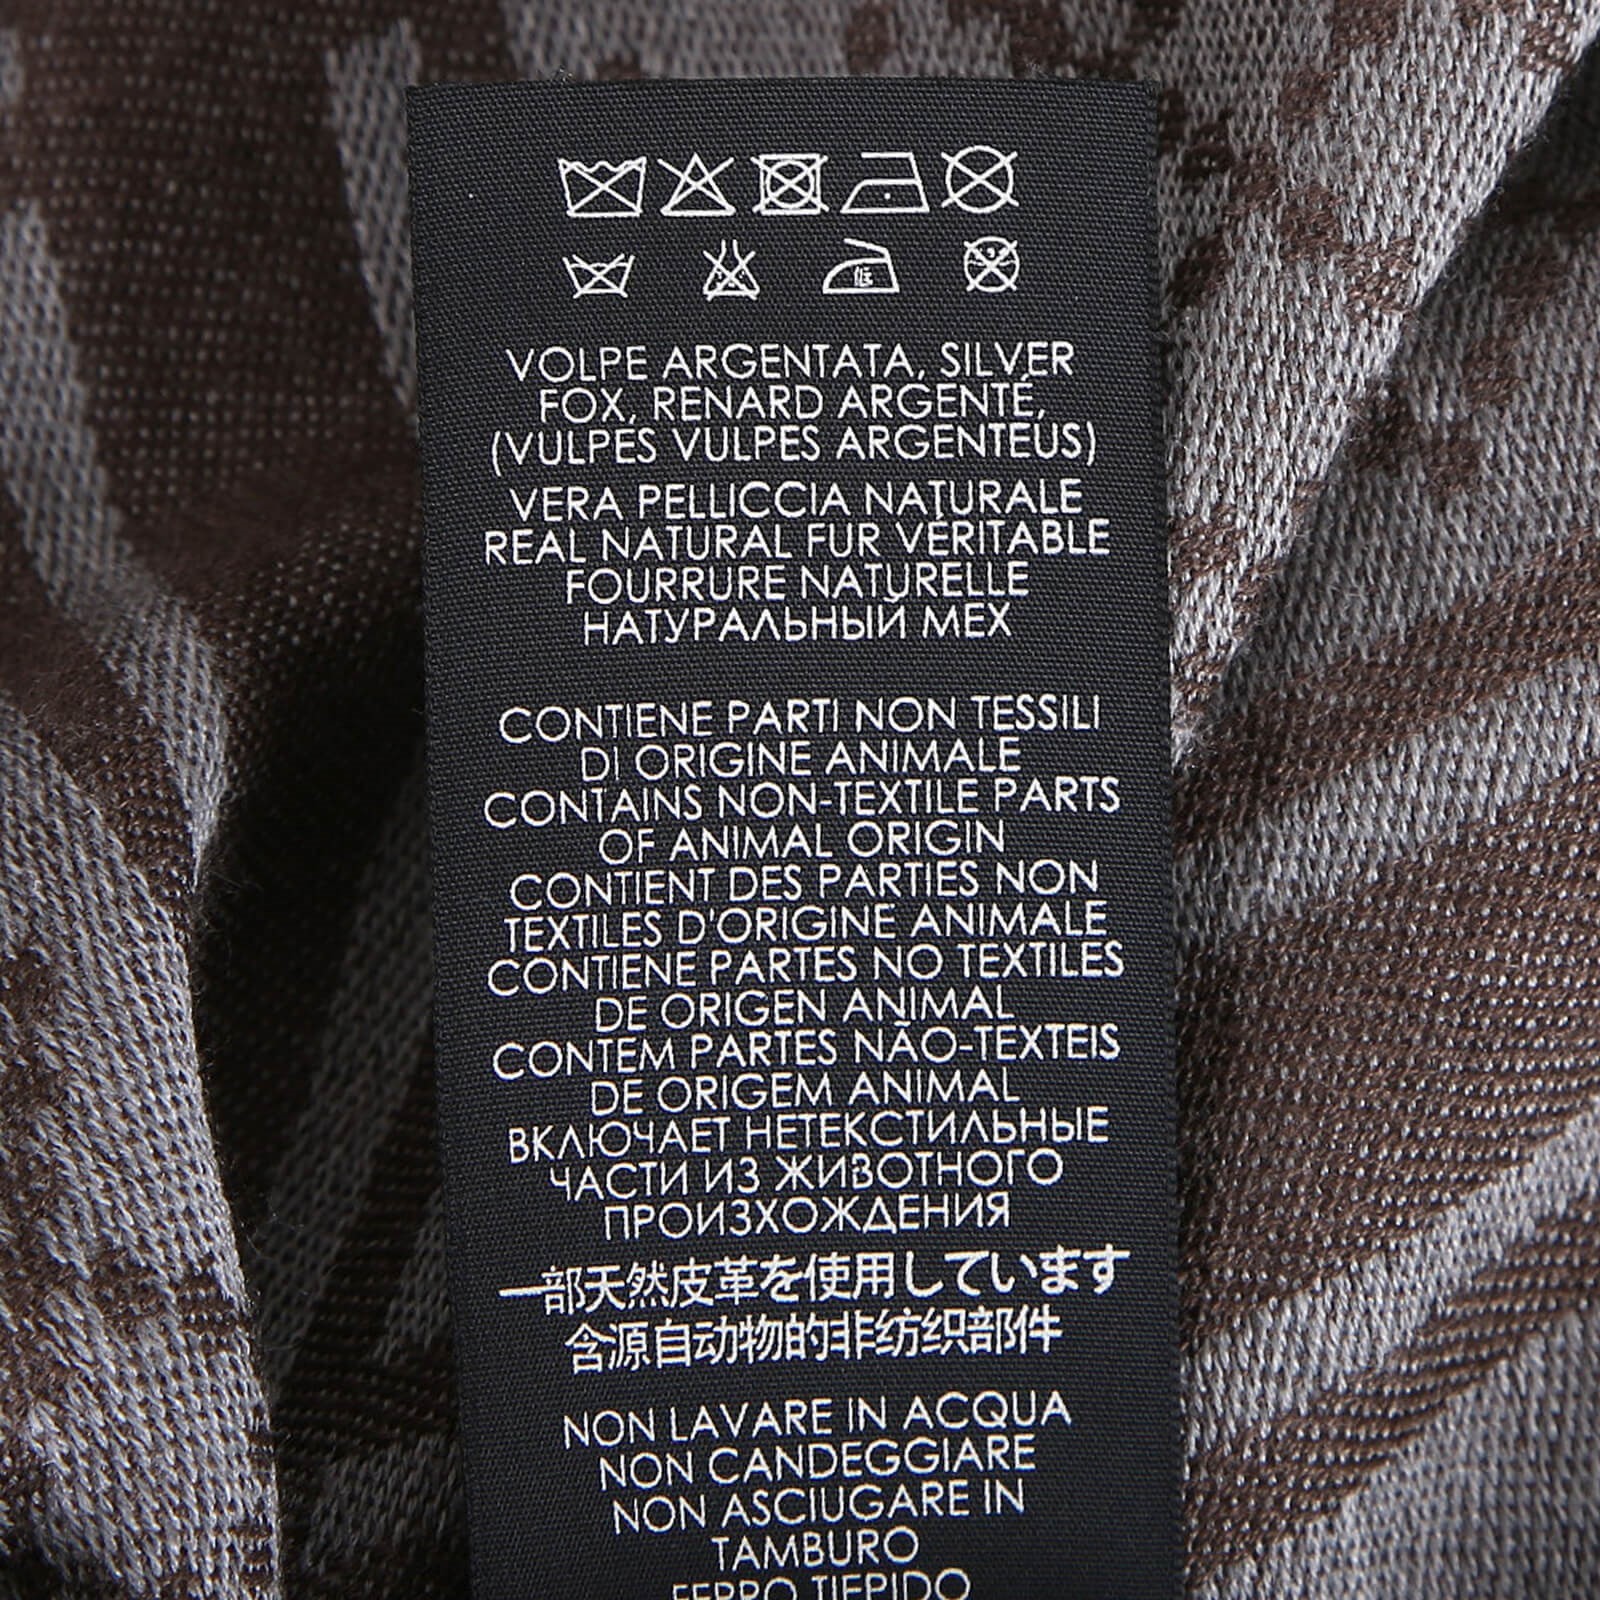 VOLPE ARGENTATA, SILVER
FOX, RENARD ARGENTÉ,
(VULPES VULPES ARGENTEUS)
VERA PELLICCIA NATURALE
REAL NATURAL FUR VERITABLE
FOURRURE NATURELLE
НАТУРАЛЬНЫЙ МЕХ
CONTIENE PARTI NON TESSILI
DI ORIGINE ANIMALE
CONTAINS NON-TEXTILE PARTS
OF ANIMAL ORIGIN
CONTIENT DES PARTIES NON
TEXTILES D'ORIGINE ANIMALE
CONTIENE PARTES NO TEXTILES
DE ORIGEN ANIMAL
CONTEM PARTES NÃO-TEXTEIS
DE ORIGEM ANIMAL
ВКЛЮЧАЕТ НЕТЕКСТИЛЬНЫЕ
ЧАСТИ ИЗ ЖИВОТНОГО
ПРОИЗХОЖДЕНИЯ
一部天然皮革を使用しています
含源自动物的非纺织部件
NON LAVARE IN ACQUA
NON CANDEGGIARE
NON ASCIUGARE IN
TAMBURO
FERRO TIEPIDO